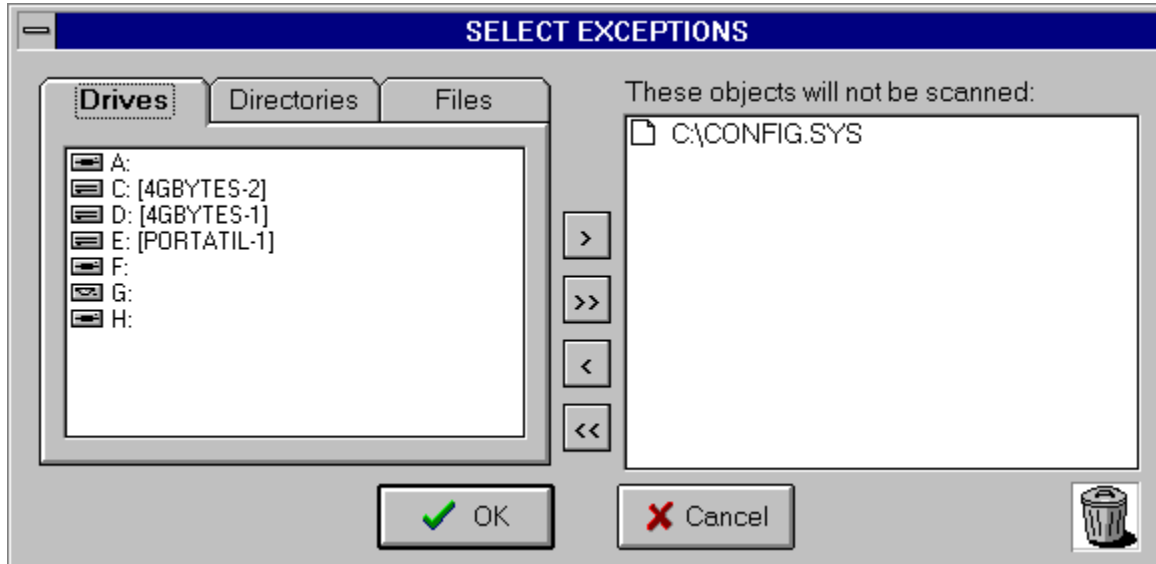 SELECT EXCEPTIONS
Drives Directories Files
A:
C: [4GBYTES-2]
D: [4GBYTES-1]
E: [PORTATIL-1]
F:
G:
H:
>
>>
<
<<
These objects will not be scanned:
C:\CONFIG.SYS
OK Cancel